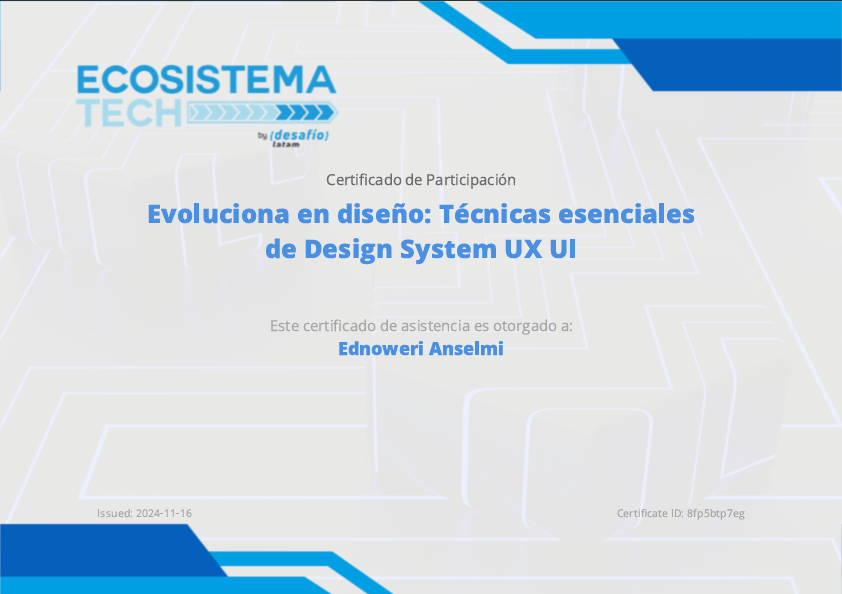 ECOSISTEMA
TECH
by {desafío}
latam
Certificado de Participación
Evoluciona en diseño: Técnicas esenciales
de Design System UX UI
Este certificado de asistencia es otorgado a:
Ednoweri Anselmi
Issued: 2024-11-16
Certificate ID: 8fp5btp7eg